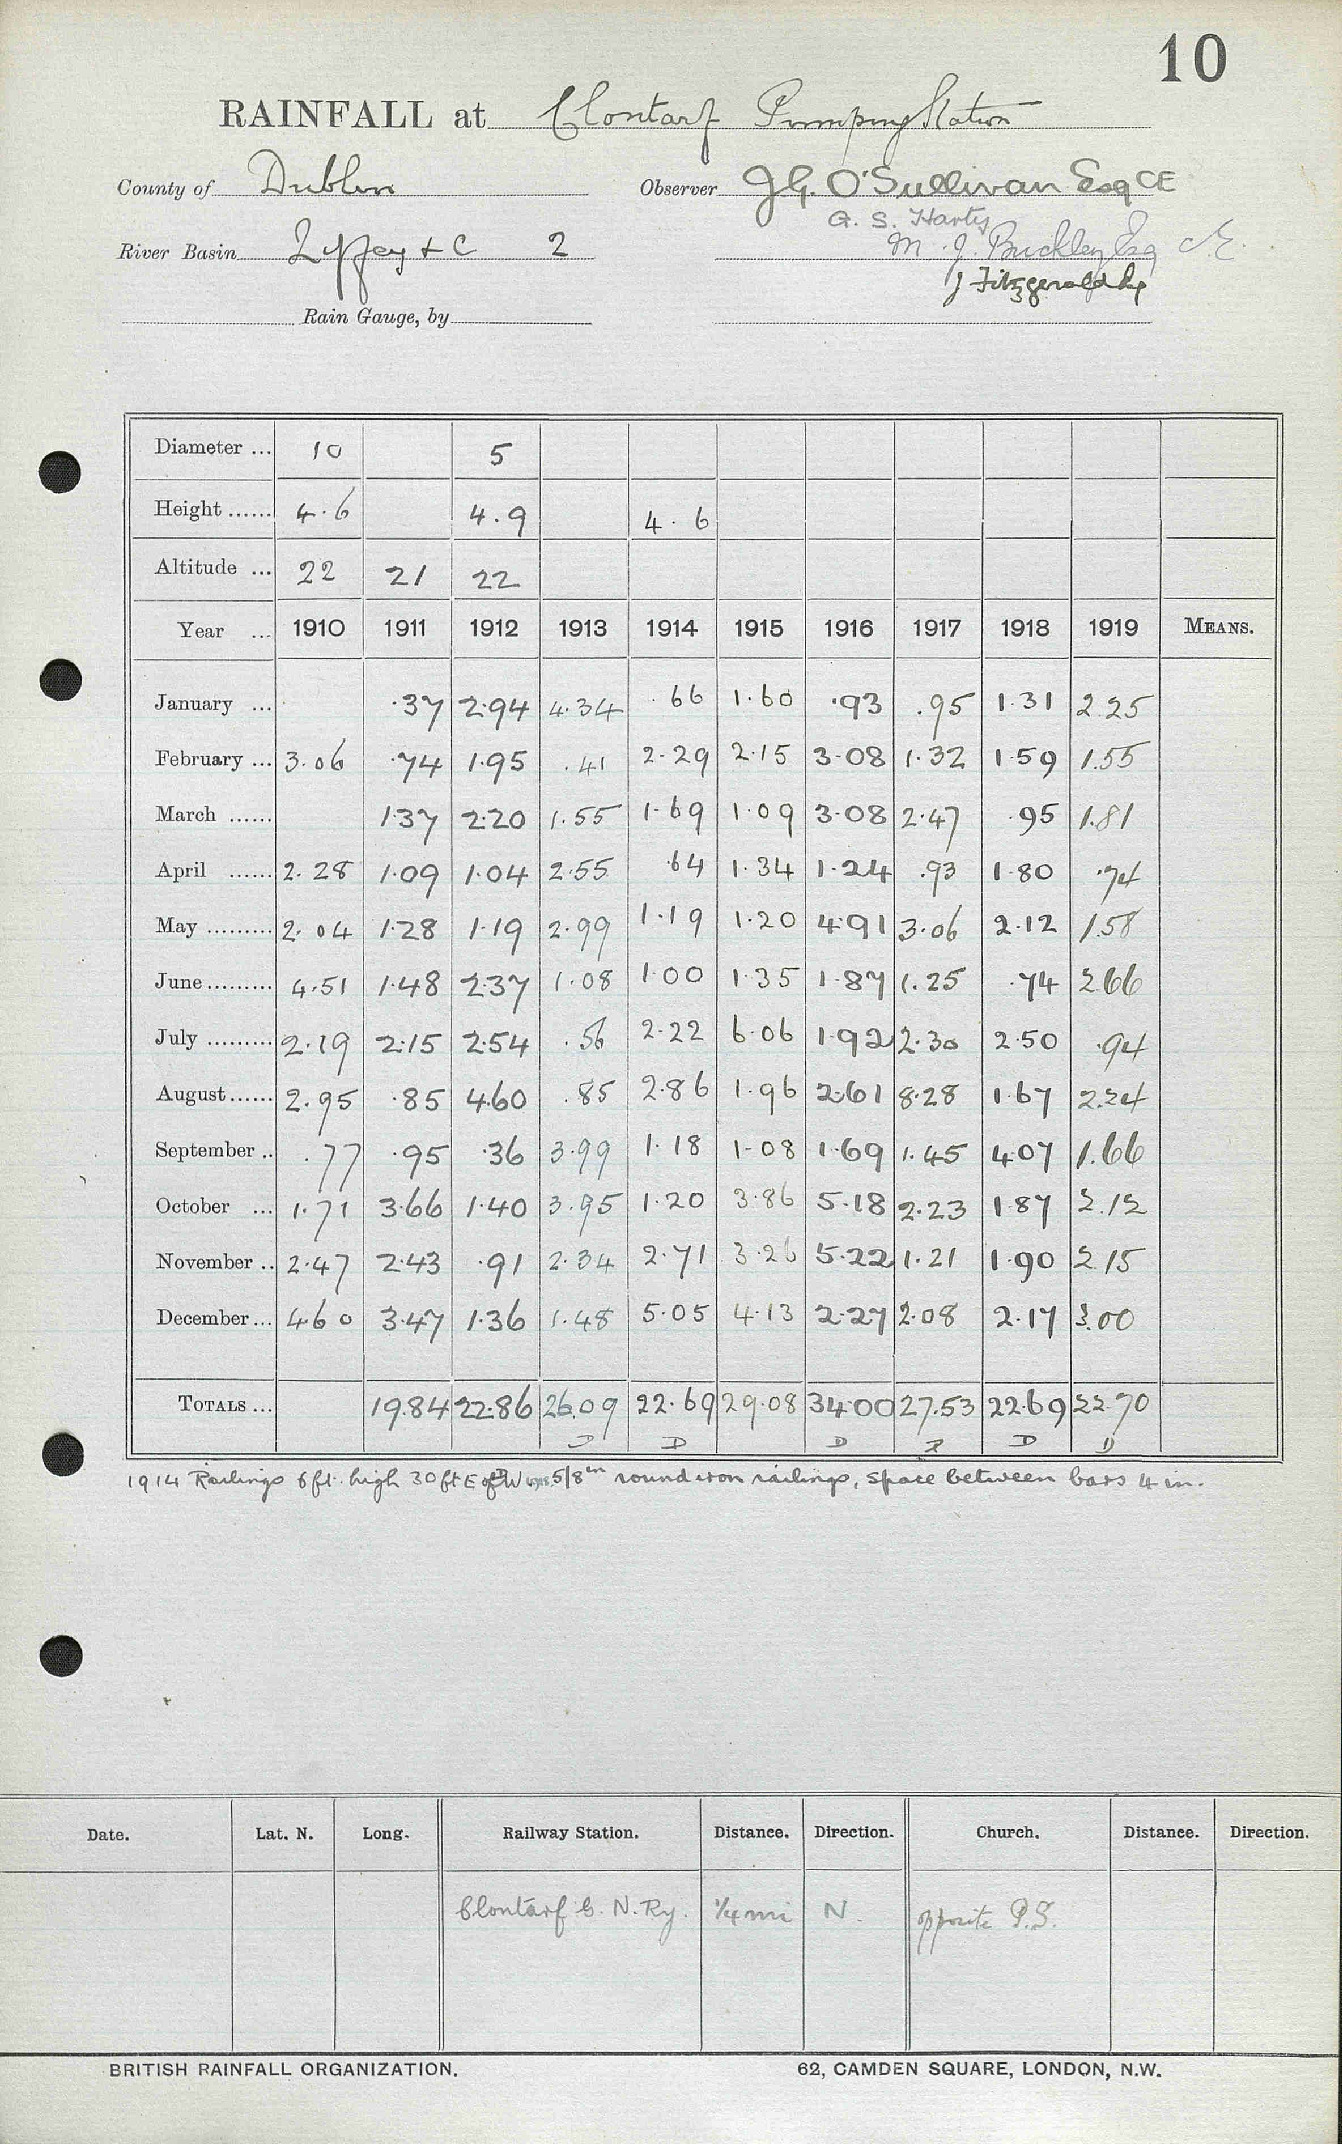 10
RAINFALL at Clontarf Pumping Station
County of Dublin Observer J.G. O'Sullivan Esq CE
G. S. Harty
River Basin Liffey + C 2 M. J. Buckley Esq C.E.
J Fitzgerald Esq
Rain Gauge, by
Diameter ... 10 5
Height ...... 4.6 4.9 4.6
Altitude ... 22 21 22
Year ... 1910 1911 1912 1913 1914 1915 1916 1917 1918 1919 MEANS.
January ... .37 2.94 4.34 .66 1.60 .93 .95 1.31 2.25
February ... 3.06 .74 1.95 .41 2.29 2.15 3.08 1.32 1.59 1.55
March ...... 1.37 2.20 1.55 1.69 1.09 3.08 2.47 .95 1.81
April ...... 2.28 1.09 1.04 2.55 .64 1.34 1.24 .93 1.80 .74
May ......... 2.04 1.28 1.19 2.99 1.19 1.20 4.91 3.06 2.12 1.58
June ......... 4.51 1.48 2.37 1.08 1.00 1.35 1.87 1.25 .74 2.66
July ......... 2.19 2.15 2.54 .56 2.22 6.06 1.92 2.30 2.50 .94
August ...... 2.95 .85 4.60 .85 2.86 1.96 2.61 8.28 1.67 2.24
September .. .77 .95 .36 3.99 1.18 1.08 1.69 1.45 4.07 1.66
October ... 1.71 3.66 1.40 3.95 1.20 3.86 5.18 2.23 1.87 2.12
November .. 2.47 2.43 .91 2.34 2.71 3.26 5.22 1.21 1.90 2.15
December ... 4.60 3.47 1.36 1.48 5.05 4.13 2.27 2.08 2.17 3.00
TOTALS ... 19.84 22.86 26.09 22.69 29.08 34.00 27.53 22.69 22.70
D D D D D D
1914 Railings 6 ft. high 30 ft E of W 5/8 in round iron railings, space between bars 4 in.
Date. Lat. N. Long. Railway Station. Distance. Direction. Church. Distance. Direction.
Clontarf G. N. Ry. 1/4 mi N. opposite P.S.
BRITISH RAINFALL ORGANIZATION. 62, CAMDEN SQUARE, LONDON, N.W.